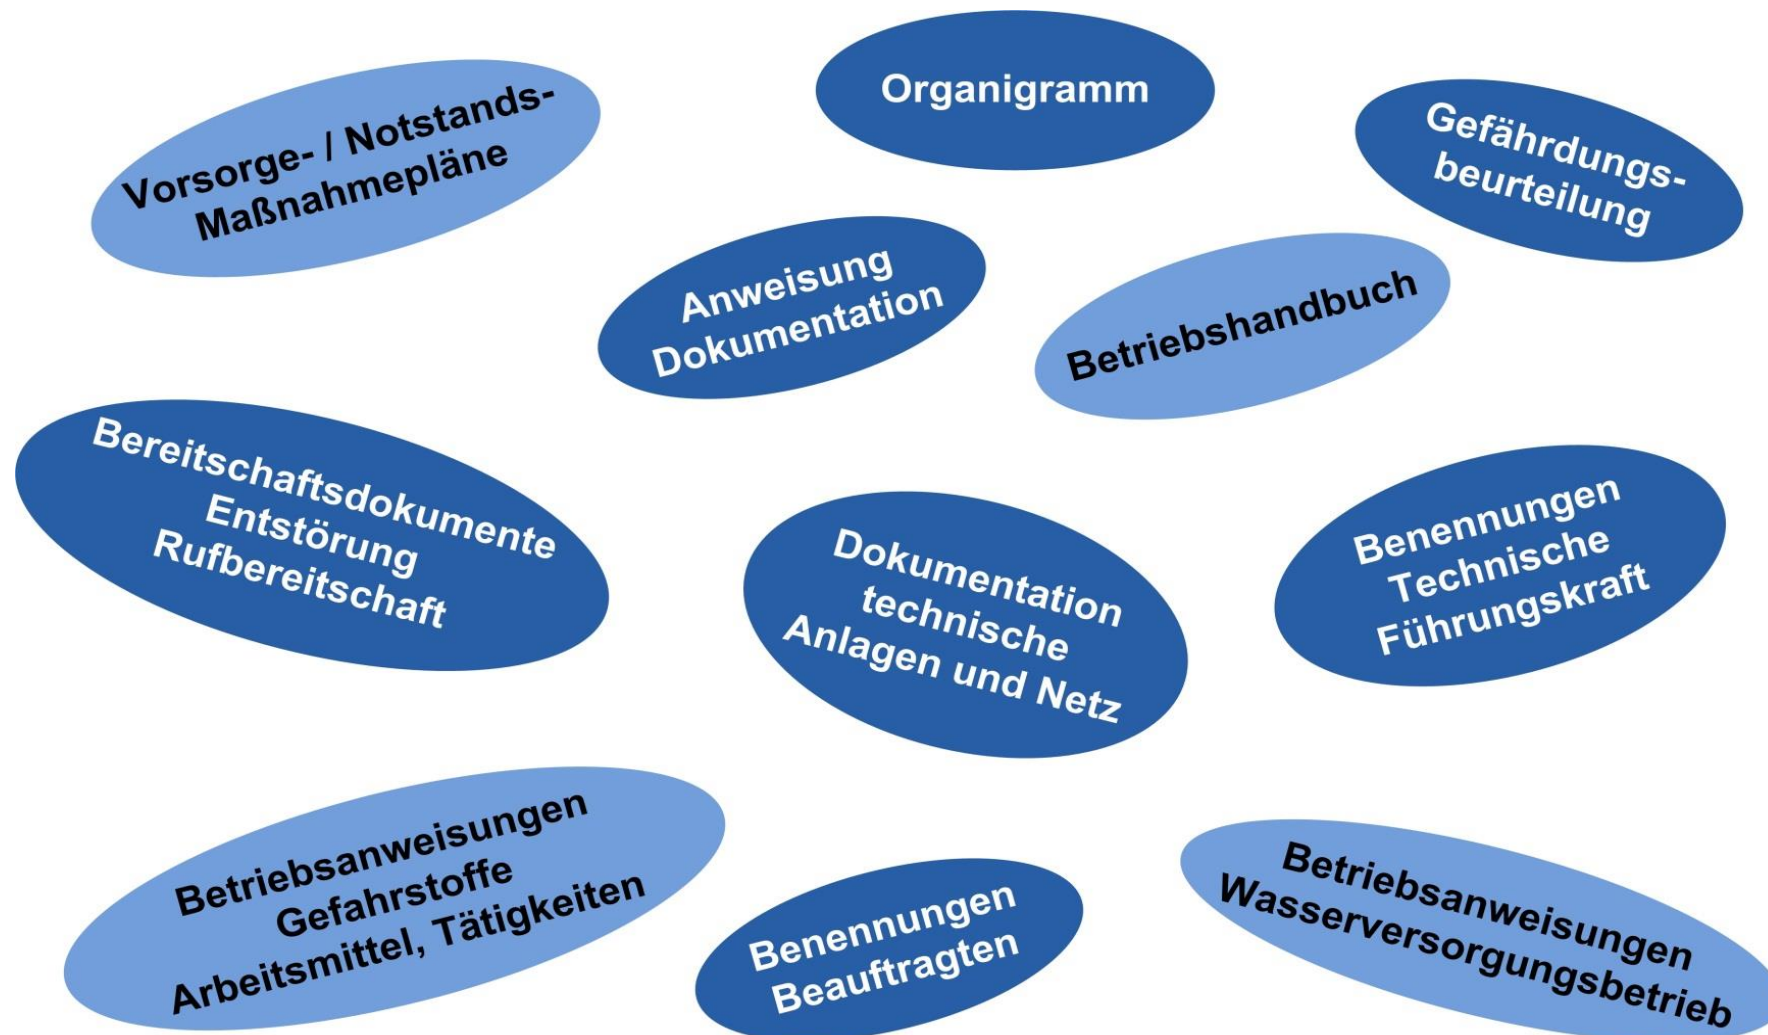 Organigramm
Vorsorge- / Notstands-
Maßnahmepläne
Gefährdungs-
beurteilung
Anweisung
Dokumentation
Betriebshandbuch
Bereitschaftsdokumente
Entstörung
Rufbereitschaft
Dokumentation
technische
Anlagen und Netz
Benennungen
Technische
Führungskraft
Betriebsanweisungen
Gefahrstoffe
Arbeitsmittel, Tätigkeiten
Benennungen
Beauftragten
Betriebsanweisungen
Wasserversorgungsbetrieb